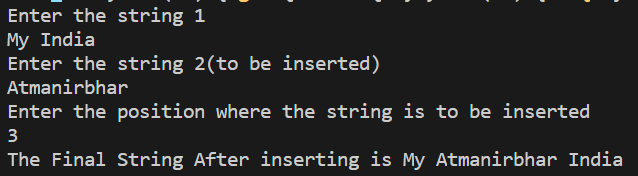 Enter the string 1
My India
Enter the string 2(to be inserted)
Atmanirbhar
Enter the position where the string is to be inserted
3
The Final String After inserting is My Atmanirbhar India